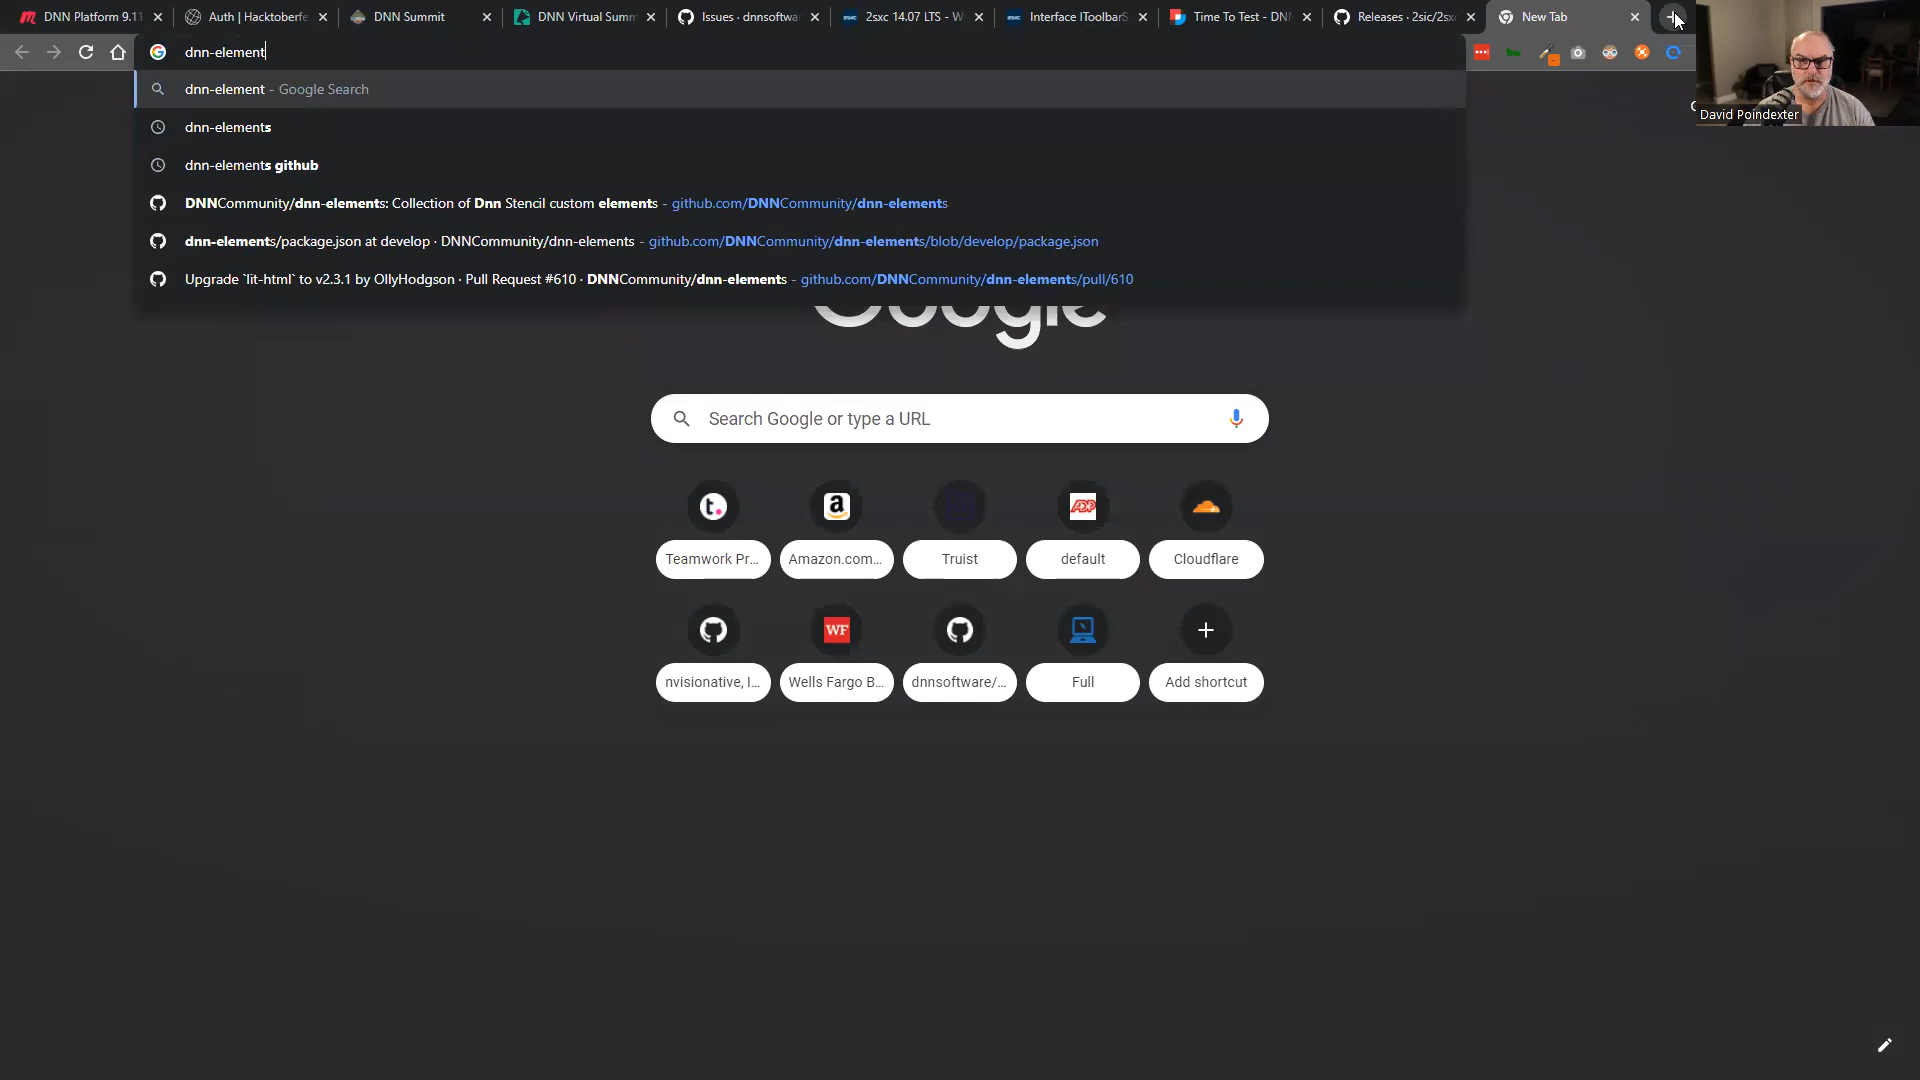 DNN Platform 9.11
Auth | Hacktoberfe
DNN Summit
DNN Virtual Summ
Issues · dnnsoftwar
2sxc 14.07 LTS - W
Interface IToolbarS
Time To Test - DNN
Releases · 2sic/2sxc
New Tab
dnn-element
dnn-element - Google Search
dnn-elements
dnn-elements github
DNNCommunity/dnn-elements: Collection of Dnn Stencil custom elements - github.com/DNNCommunity/dnn-elements
dnn-elements/package.json at develop · DNNCommunity/dnn-elements - github.com/DNNCommunity/dnn-elements/blob/develop/package.json
Upgrade `lit-html` to v2.3.1 by OllyHodgson · Pull Request #610 · DNNCommunity/dnn-elements - github.com/DNNCommunity/dnn-elements/pull/610
David Poindexter
Google
Search Google or type a URL
t.
a
ADP
Teamwork Pr...
Amazon.com...
Truist
default
Cloudflare
WF
nvisionative, I...
Wells Fargo B...
dnnsoftware/...
Full
Add shortcut